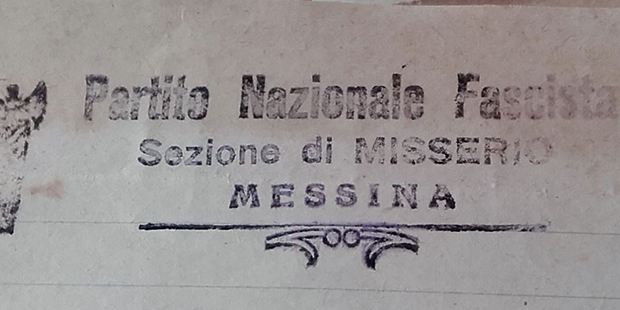 Partito Nazionale Fascista
Sezione di MISSERIO
MESSINA